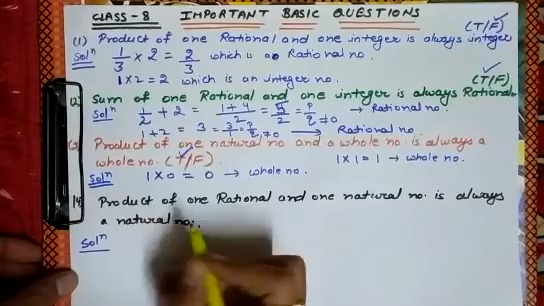 CLASS-8 IMPORTANT BASIC QUESTIONS
(T/F)
(1) Product of one Rational and one integer is always integer
Solⁿ 1/3 × 2 = 2/3 which is a Rational no.
1×2 = 2 which is an integer no.
(T/F)
(2) Sum of one Rational and one integer is always Rational.
Solⁿ 1/2 + 2 = 1+4/2 = 5/2 = p/q ≠0 → Rational no.
1+2 = 3 = 3/1 = p/q ≠0 → Rational no.
(3) Product of one natural no. and a whole no. is always a
whole no. (T/F). 1×1 = 1 → whole no.
Solⁿ 1×0 = 0 → whole no.
Product of one Rational and one natural no. is always
a natural no.
Solⁿ